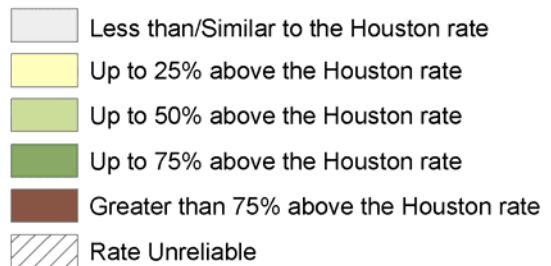 Less than/Similar to the Houston rate
Up to 25% above the Houston rate
Up to 50% above the Houston rate
Up to 75% above the Houston rate
Greater than 75% above the Houston rate
Rate Unreliable